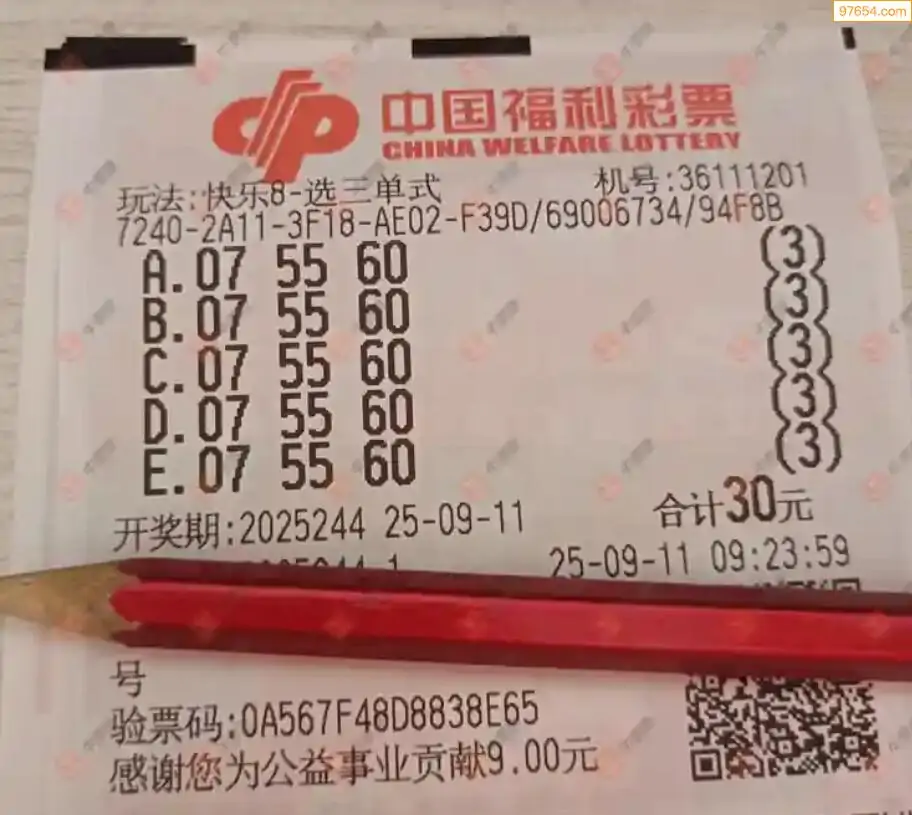 97654.com
中国福利彩票
CHINA WELFARE LOTTERY
玩法:快乐8-选三单式 机号:36111201
7240-2A11-3F18-AE02-F39D/69006734/94F8B
A.07 55 60 (3)
B.07 55 60 (3)
C.07 55 60 (3)
D.07 55 60 (3)
E.07 55 60 (3)
合计30元
开奖期:2025244 25-09-11
25-09-11 09:23:59
号
验票码:0A567F48D8838E65
感谢您为公益事业贡献9.00元